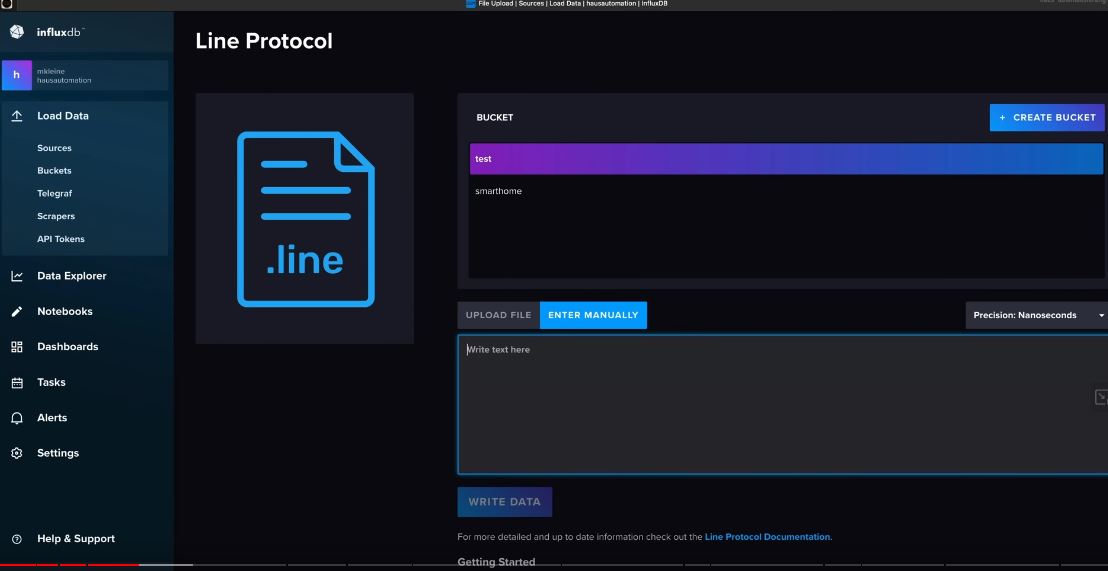 File Upload | Sources | Load Data | hausautomation | InfluxDB
influxdb™
Line Protocol
h
mkleine
hausautomation
Load Data
Sources
Buckets
Telegraf
Scrapers
API Tokens
Data Explorer
Notebooks
Dashboards
Tasks
Alerts
Settings
Help & Support
.line
BUCKET
+ CREATE BUCKET
test
smarthome
UPLOAD FILE
ENTER MANUALLY
Precision: Nanoseconds
Write text here
WRITE DATA
For more detailed and up to date information check out the Line Protocol Documentation.
Getting Started